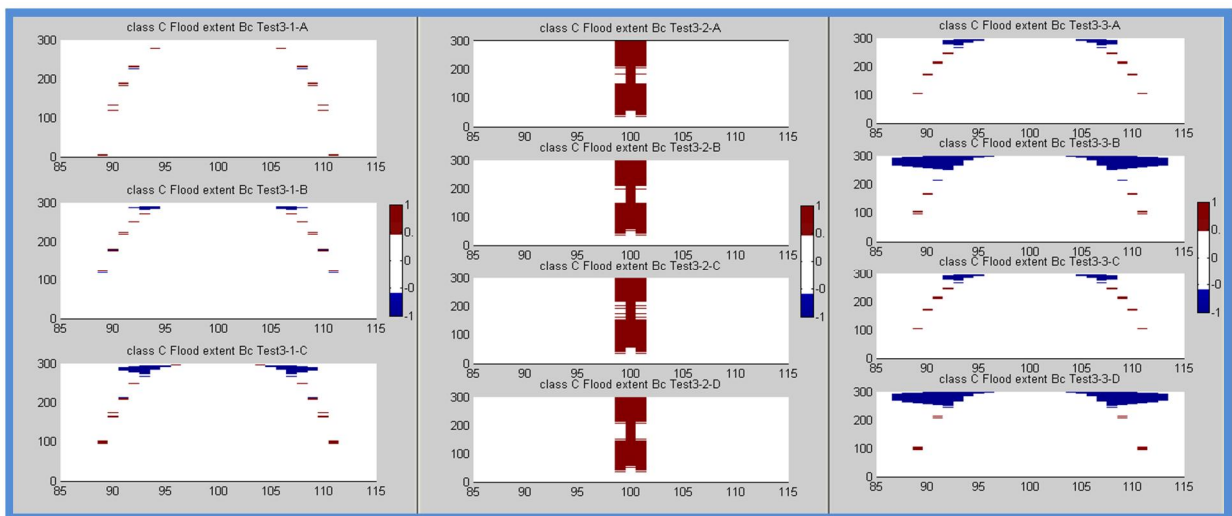 class C Flood extent Bc Test3-1-A
300
200
100
0
85 90 95 100 105 110 115
class C Flood extent Bc Test3-1-B
300
200
100
0
85 90 95 100 105 110 115
class C Flood extent Bc Test3-1-C
300
200
100
0
85 90 95 100 105 110 115
1
0.
0
-0
-1
class C Flood extent Bc Test3-2-A
300
200
100
0
85 90 95 100 105 110 115
class C Flood extent Bc Test3-2-B
300
200
100
0
85 90 95 100 105 110 115
class C Flood extent Bc Test3-2-C
300
200
100
0
85 90 95 100 105 110 115
class C Flood extent Bc Test3-2-D
300
200
100
0
85 90 95 100 105 110 115
1
0.
0
-0
-1
class C Flood extent Bc Test3-3-A
300
200
100
0
85 90 95 100 105 110 115
class C Flood extent Bc Test3-3-B
300
200
100
0
85 90 95 100 105 110 115
class C Flood extent Bc Test3-3-C
300
200
100
0
85 90 95 100 105 110 115
class C Flood extent Bc Test3-3-D
300
200
100
0
85 90 95 100 105 110 115
1
0.
0
-0
-1